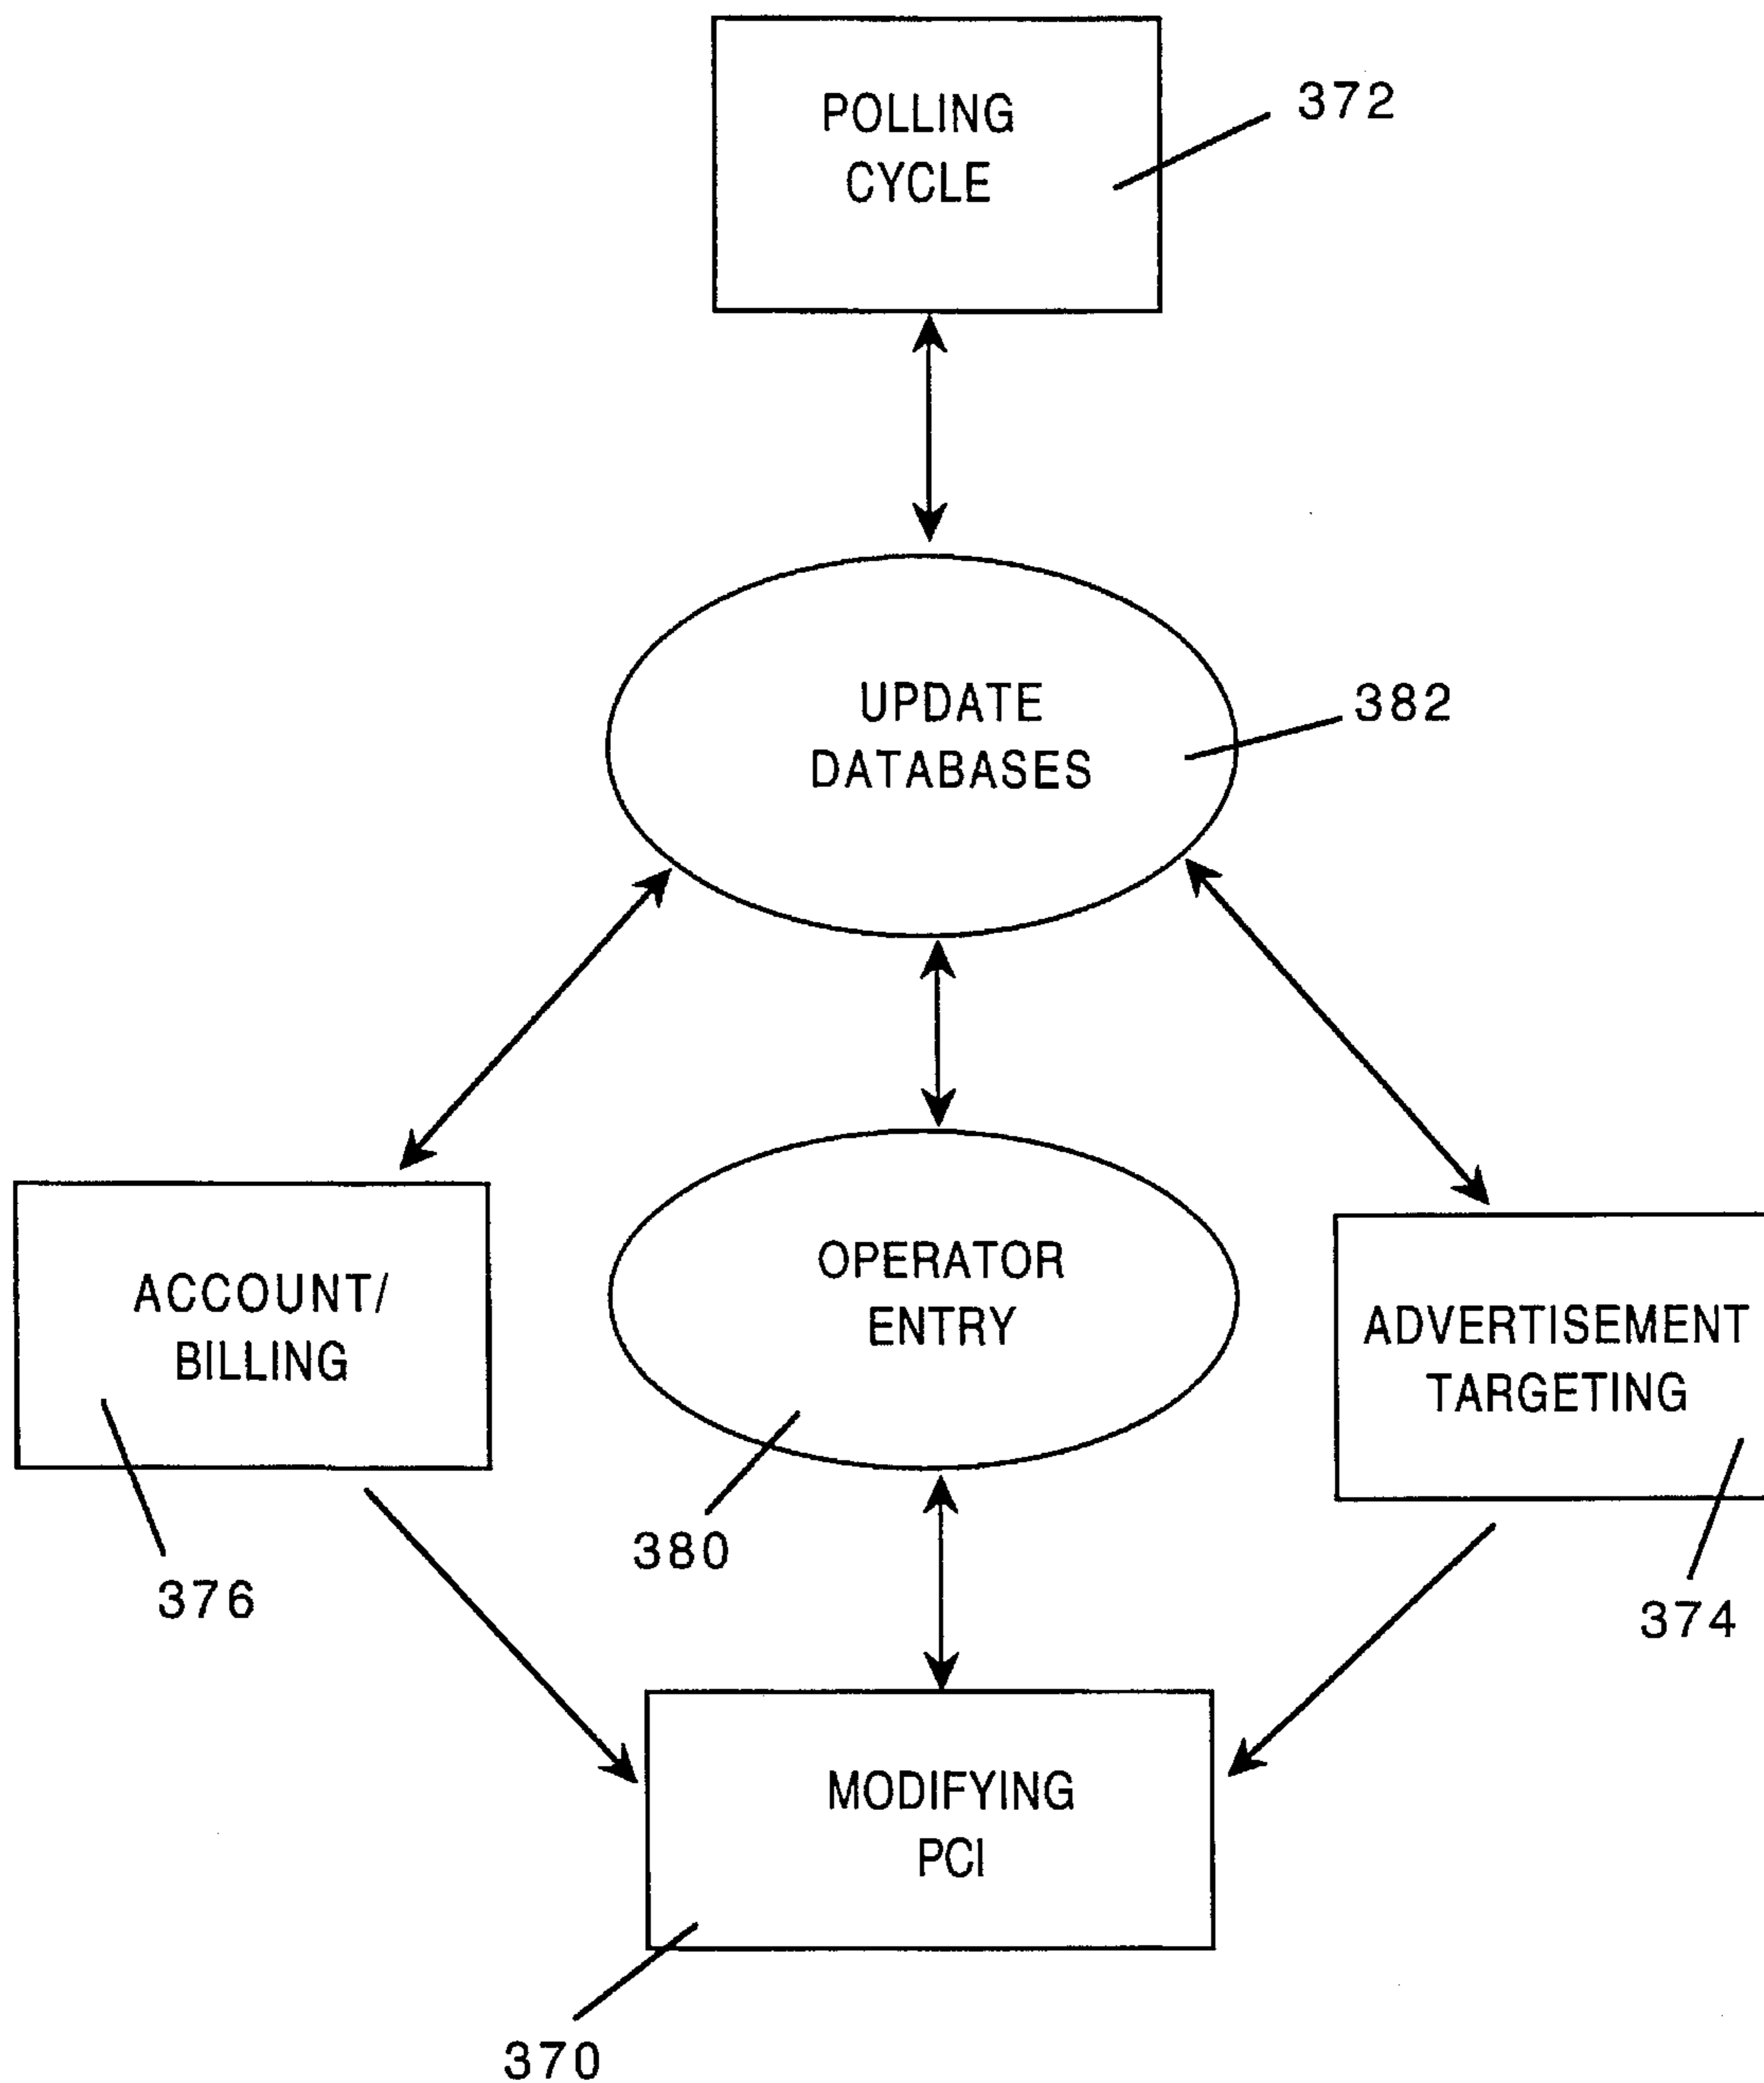 POLLING
CYCLE
372
UPDATE
DATABASES
382
ACCOUNT/
BILLING
376
OPERATOR
ENTRY
380
ADVERTISEMENT
TARGETING
374
MODIFYING
PCI
370